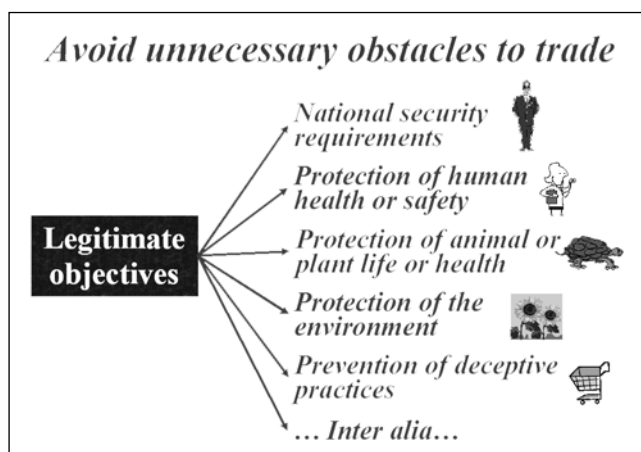 Avoid unnecessary obstacles to trade
National security
requirements
Protection of human
health or safety
Legitimate
objectives
Protection of animal or
plant life or health
Protection of the
environment
Prevention of deceptive
practices
… Inter alia…